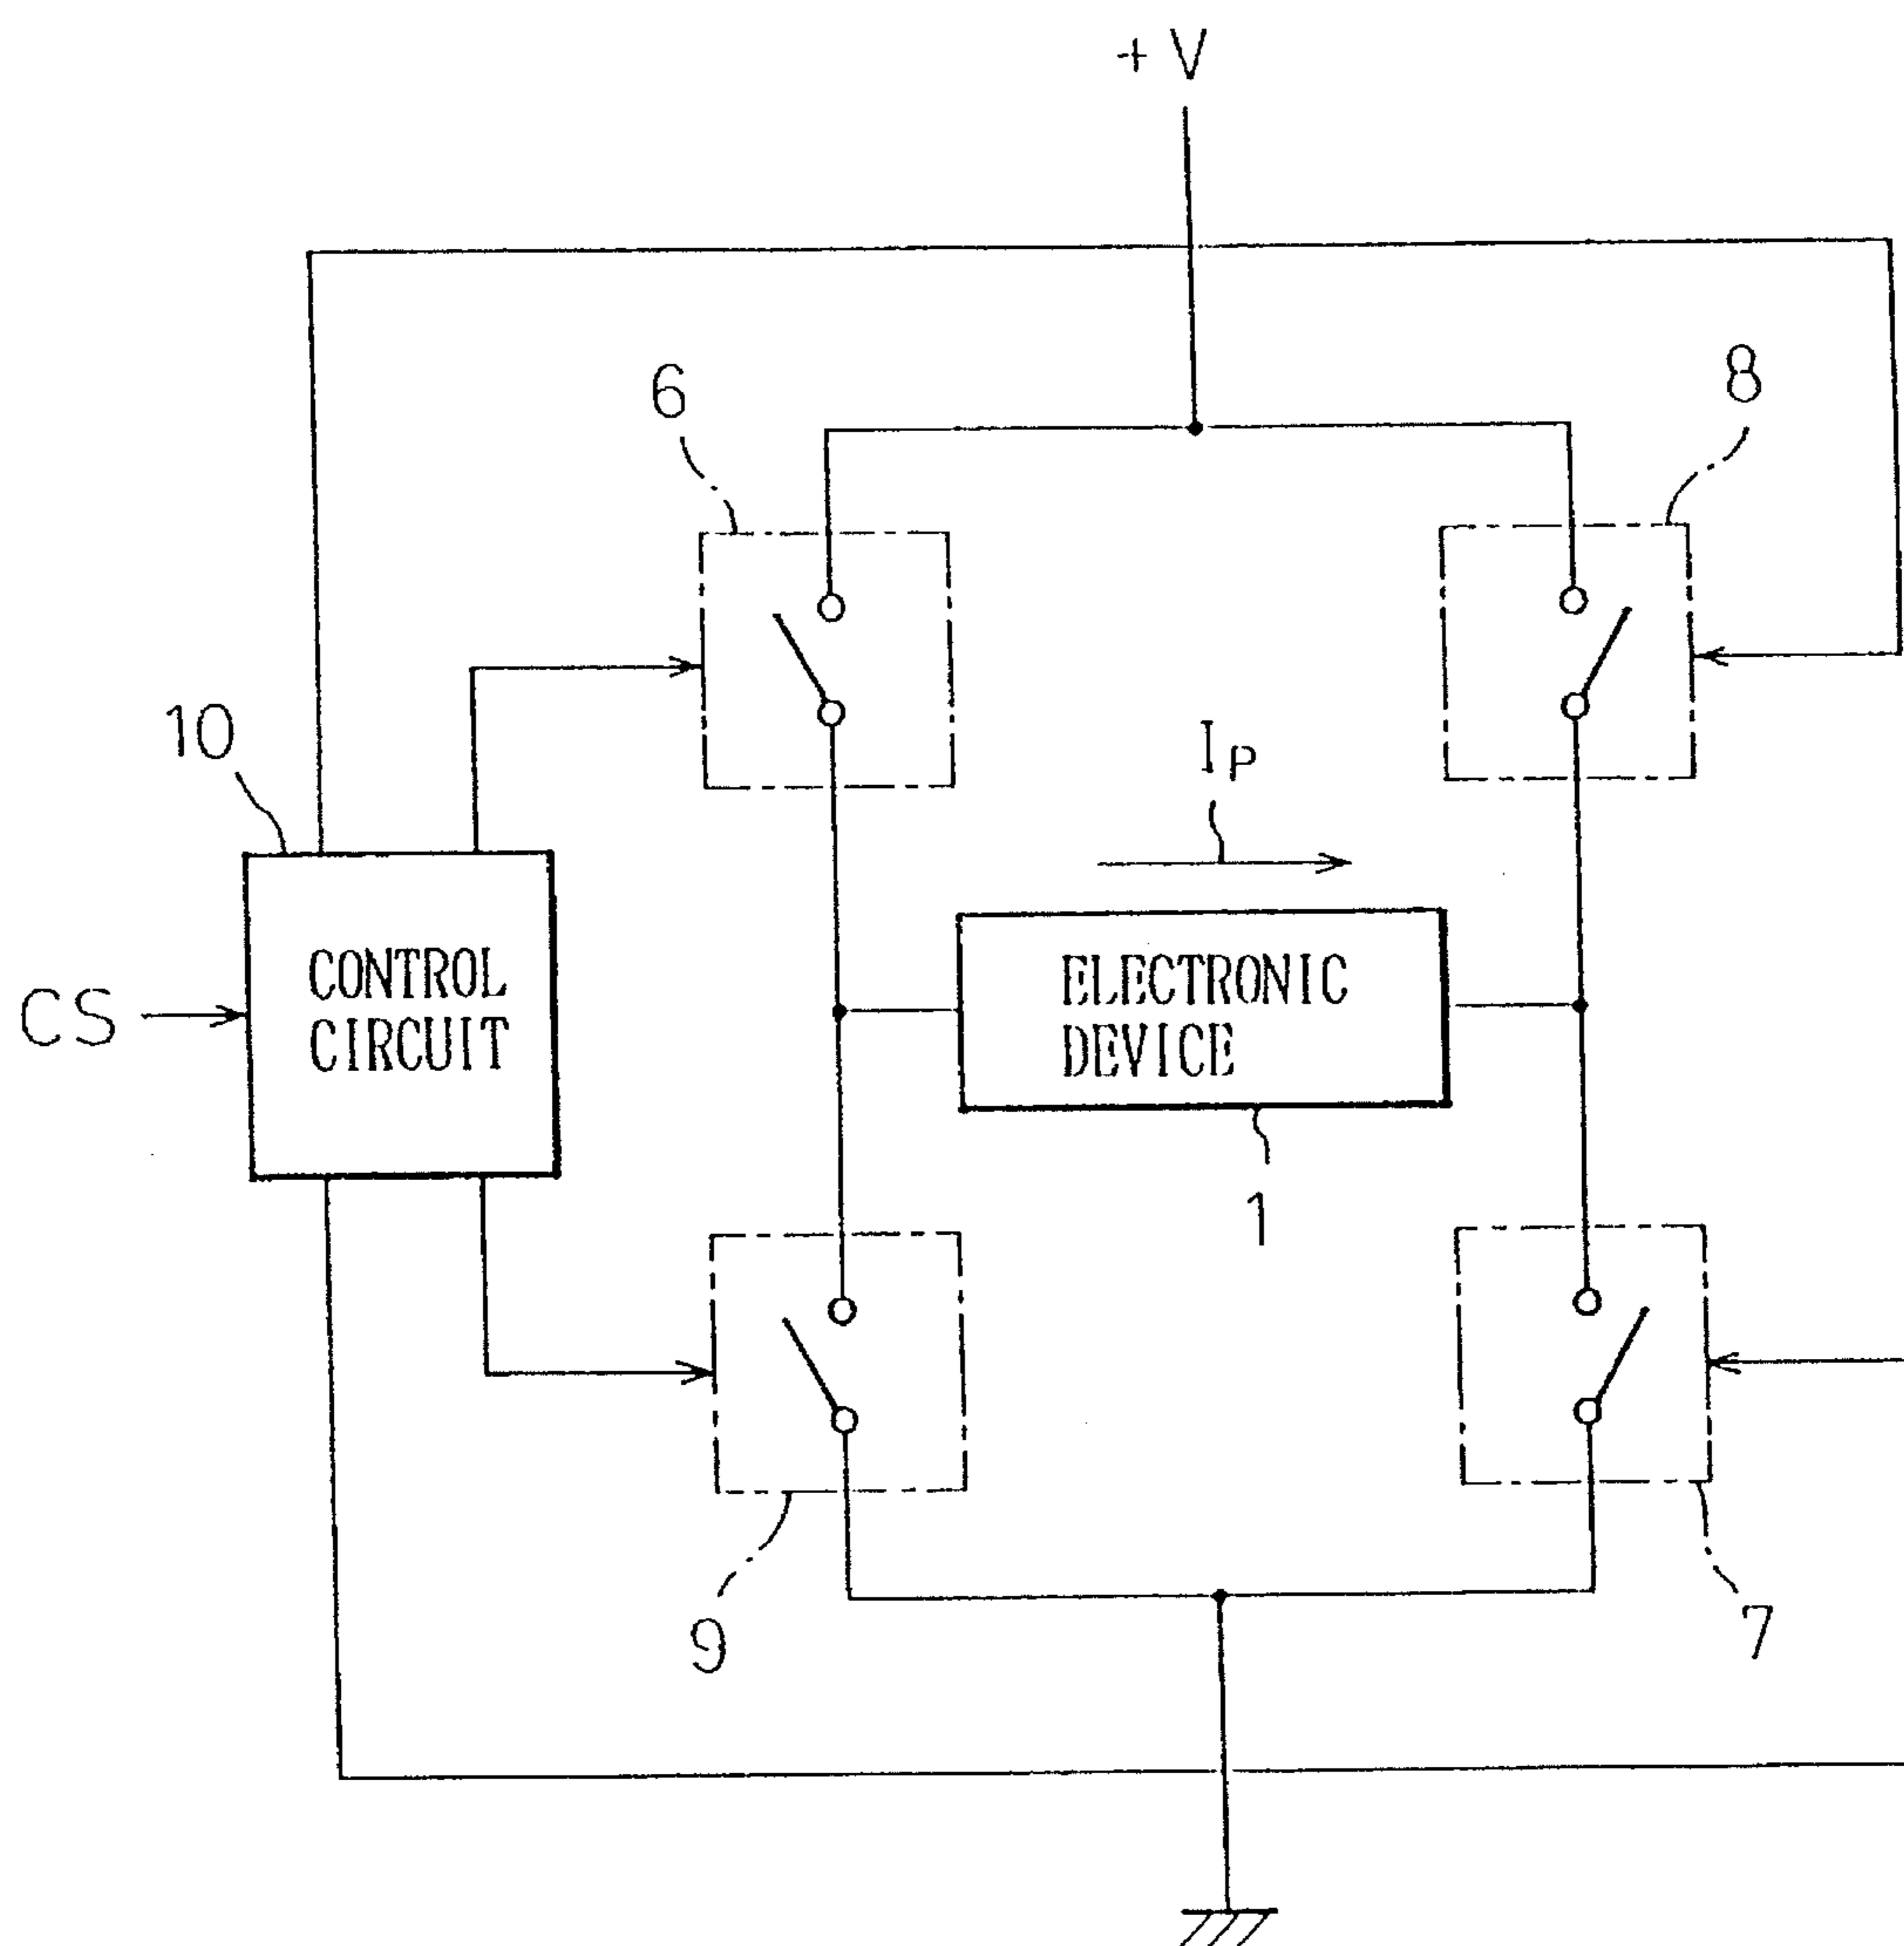 +V
6
8
10
IP
CONTROL
CIRCUIT
CS
ELECTRONIC
DEVICE
1
9
7